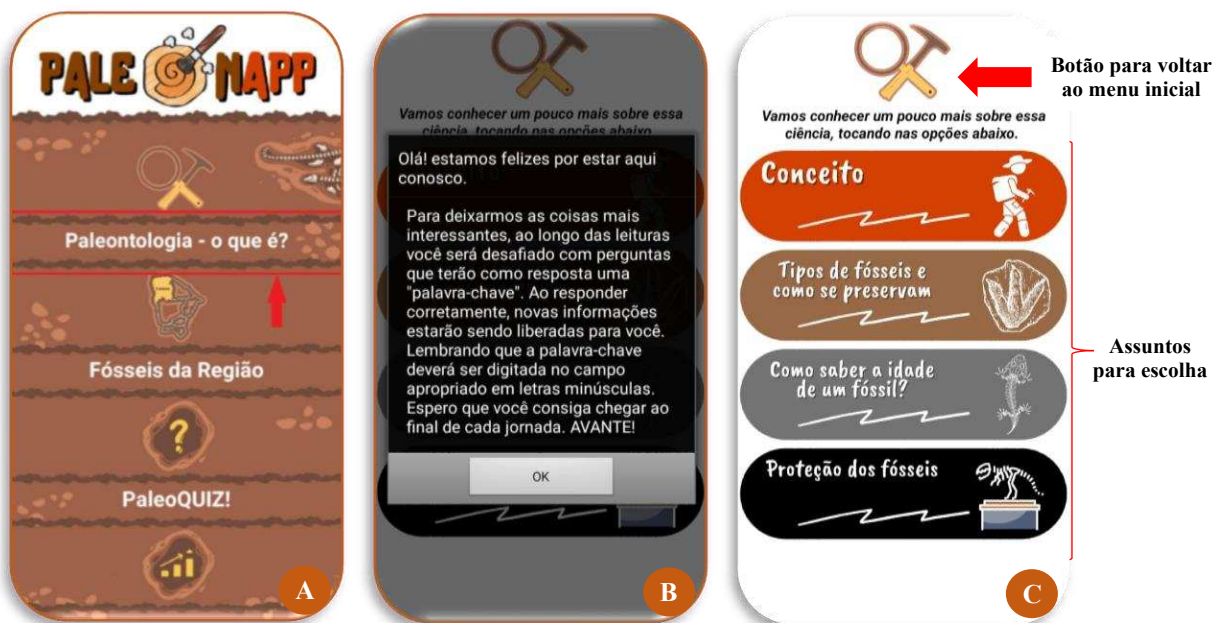 PALEONAPP
Paleontologia - o que é?
Fósseis da Região
PaleoQUIZ!
A
Vamos conhecer um pouco mais sobre essa
ciência, tocando nas opções abaixo.
Olá! estamos felizes por estar aqui
conosco.
Para deixarmos as coisas mais
interessantes, ao longo das leituras
você será desafiado com perguntas
que terão como resposta uma
"palavra-chave". Ao responder
corretamente, novas informações
estarão sendo liberadas para você.
Lembrando que a palavra-chave
deverá ser digitada no campo
apropriado em letras minúsculas.
Espero que você consiga chegar ao
final de cada jornada. AVANTE!
OK
B
Vamos conhecer um pouco mais sobre essa
ciência, tocando nas opções abaixo.
Conceito
Tipos de fósseis e
como se preservam
Como saber a idade
de um fóssil?
Proteção dos fósseis
C
Botão para voltar
ao menu inicial
Assuntos
para escolha